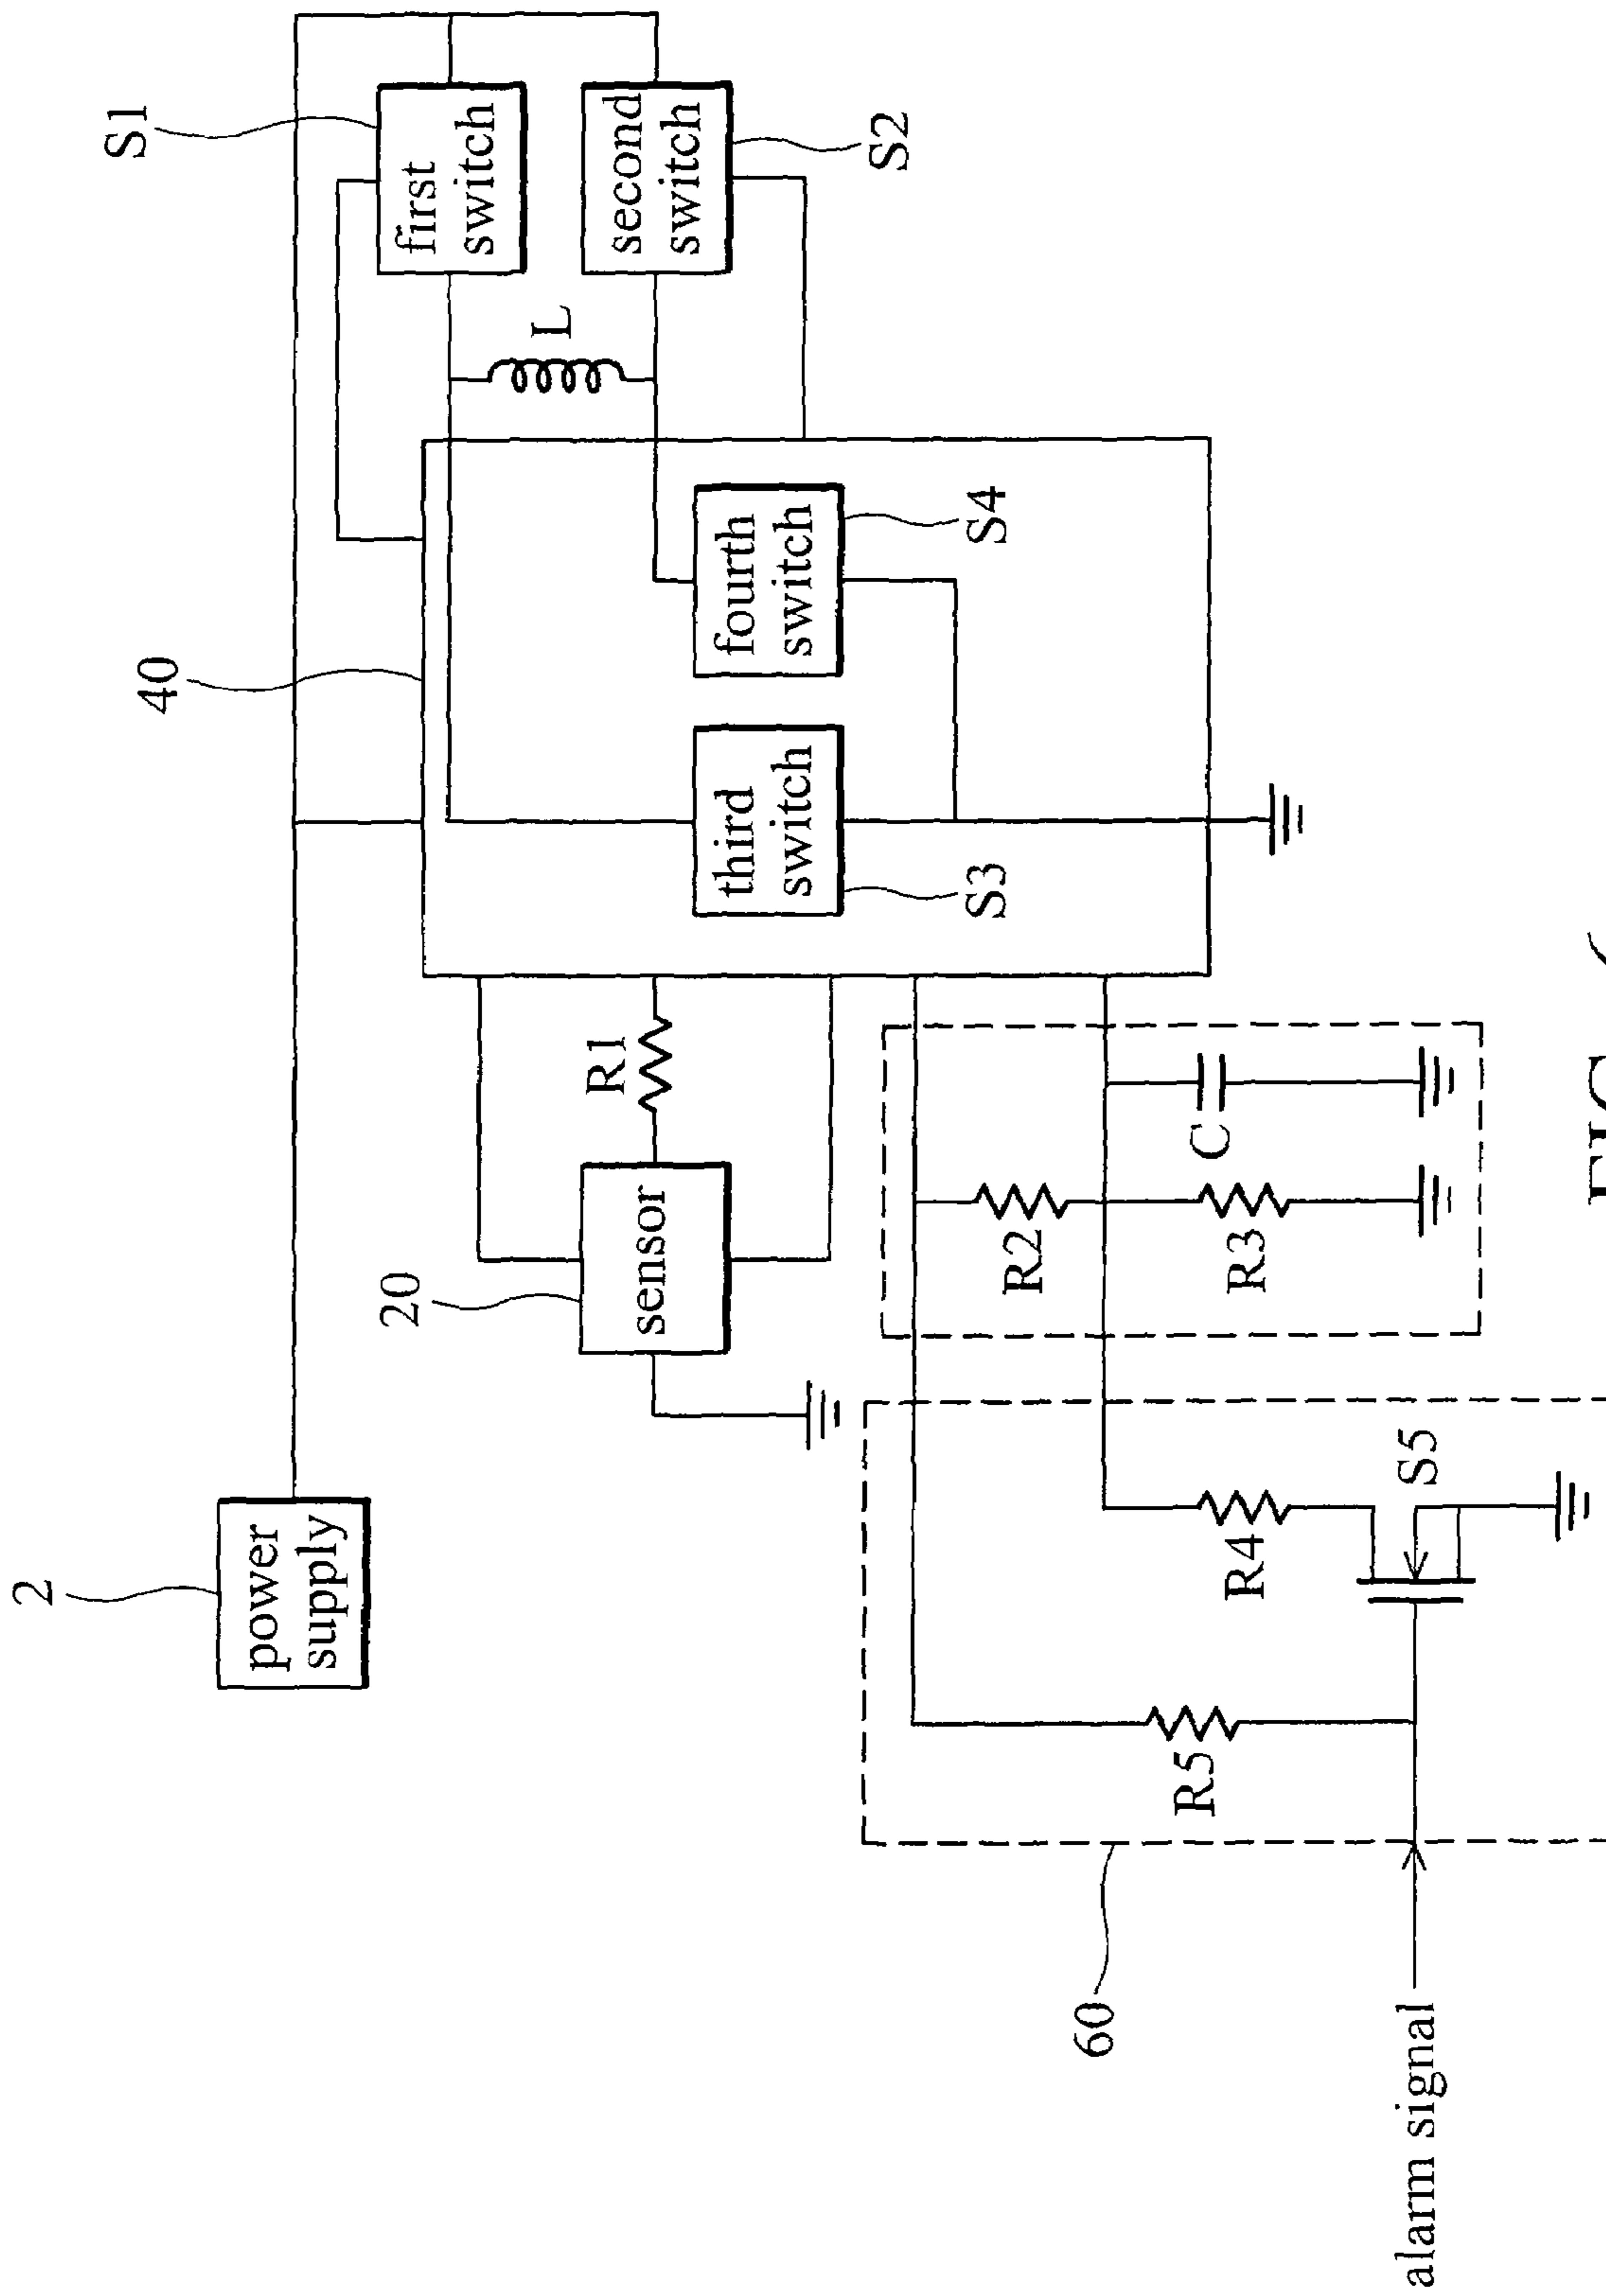 2
S1
40
power
supply
20
first
switch
L
R1
sensor
second
switch
third
switch
fourth
switch
S2
S3
S4
R2
60
R5
C
R4
R3
alarm signal
S5